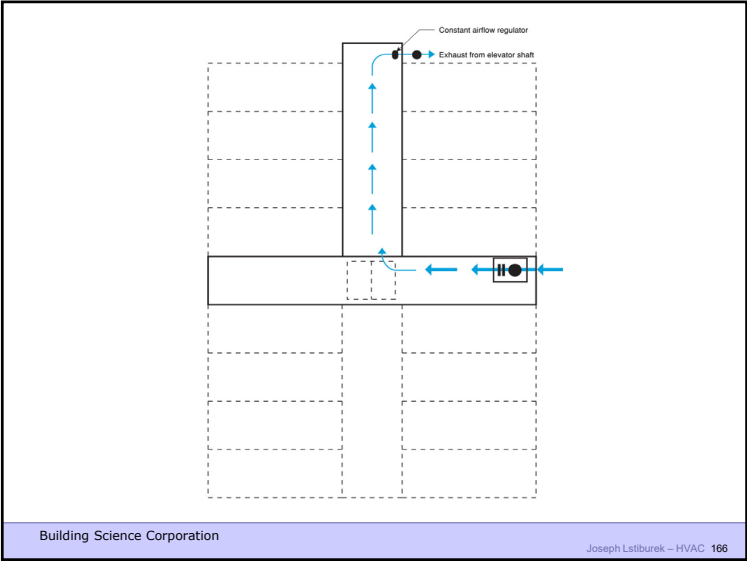 Constant airflow regulator
Exhaust from elevator shaft
Building Science Corporation
Joseph Lstiburek – HVAC 166